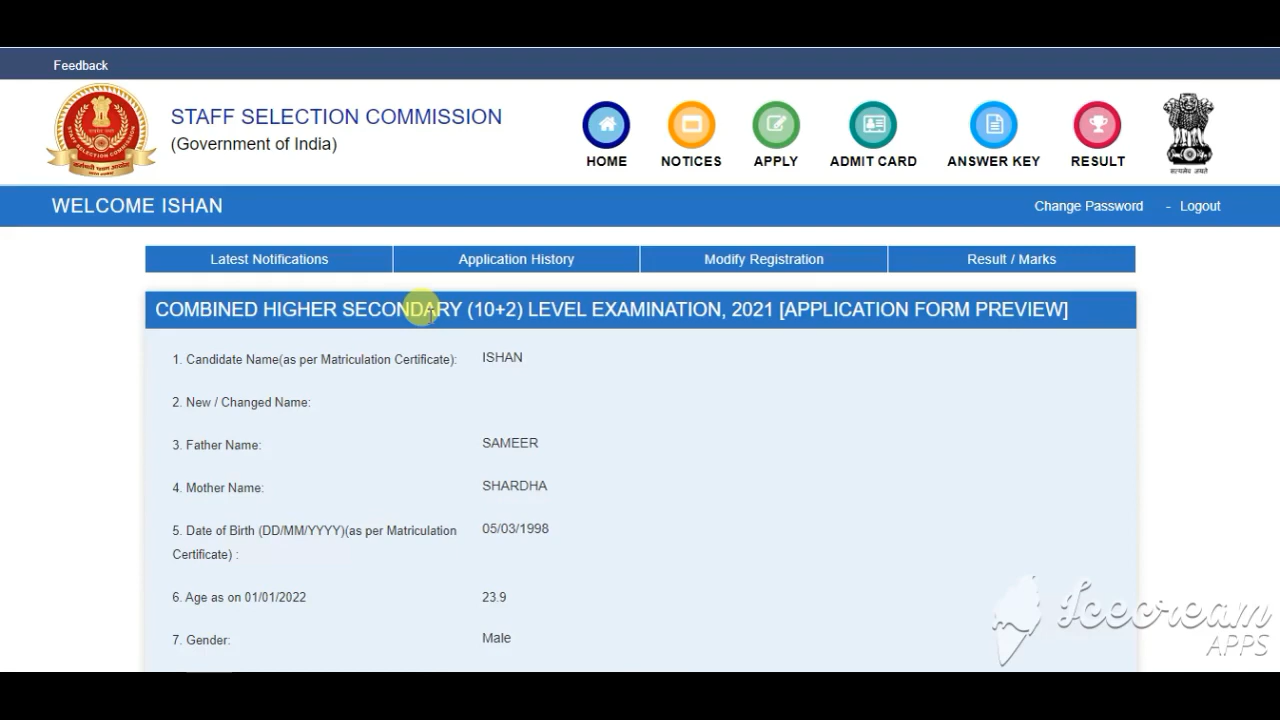 Feedback
STAFF SELECTION COMMISSION
(Government of India)
HOME NOTICES APPLY ADMIT CARD ANSWER KEY RESULT
सत्यमेव जयते
WELCOME ISHAN
Change Password - Logout
Latest Notifications Application History Modify Registration Result / Marks
COMBINED HIGHER SECONDARY (10+2) LEVEL EXAMINATION, 2021 [APPLICATION FORM PREVIEW]
1. Candidate Name(as per Matriculation Certificate): ISHAN
2. New / Changed Name:
3. Father Name: SAMEER
4. Mother Name: SHARDHA
5. Date of Birth (DD/MM/YYYY)(as per Matriculation 05/03/1998
Certificate) :
6. Age as on 01/01/2022 23.9
7. Gender: Male
Icecream
APPS